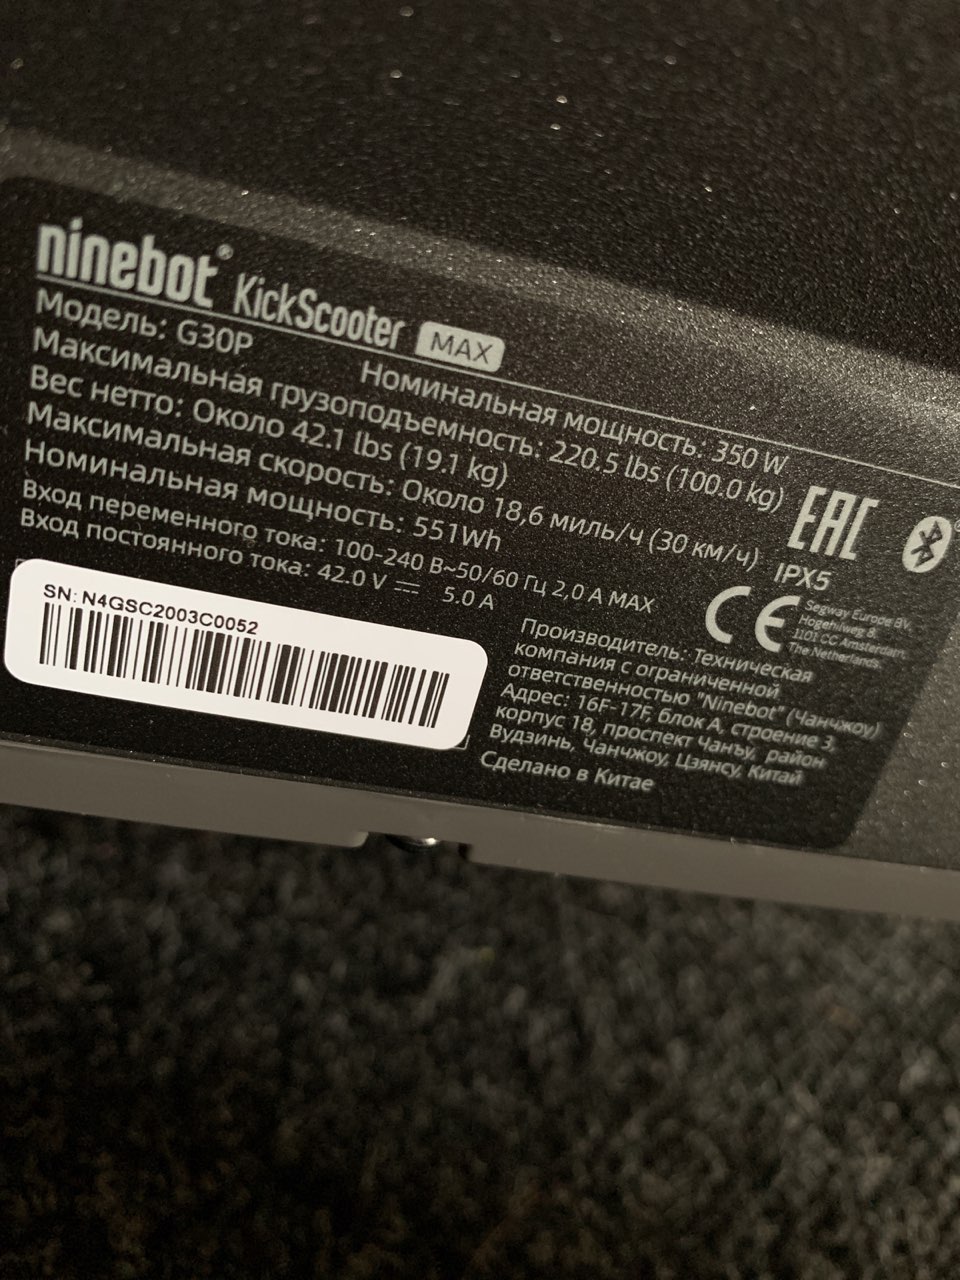 ninebot® KickScooter MAX
Модель: G30P Номинальная мощность: 350 W
Максимальная грузоподъемность: 220.5 lbs (100.0 kg)
Вес нетто: Около 42.1 lbs (19.1 kg)
Максимальная скорость: Около 18,6 миль/ч (30 км/ч)
Номинальная мощность: 551Wh
Вход переменного тока: 100-240 В~50/60 Гц 2,0 A MAX
Вход постоянного тока: 42.0 V ⎓ 5.0 A
EAC
IPX5
CE
Segway Europe BV,
Hogehilweg 8,
1101 CC Amsterdam,
The Netherlands.
SN: N4GSC2003C0052
Производитель: Техническая
компания с ограниченной
ответственностью "Ninebot" (Чанчжоу)
Адрес: 16F-17F, блок А, строение 3,
корпус 18, проспект Чанъу, район
Вудзинь, Чанчжоу, Цзянсу, Китай
Сделано в Китае